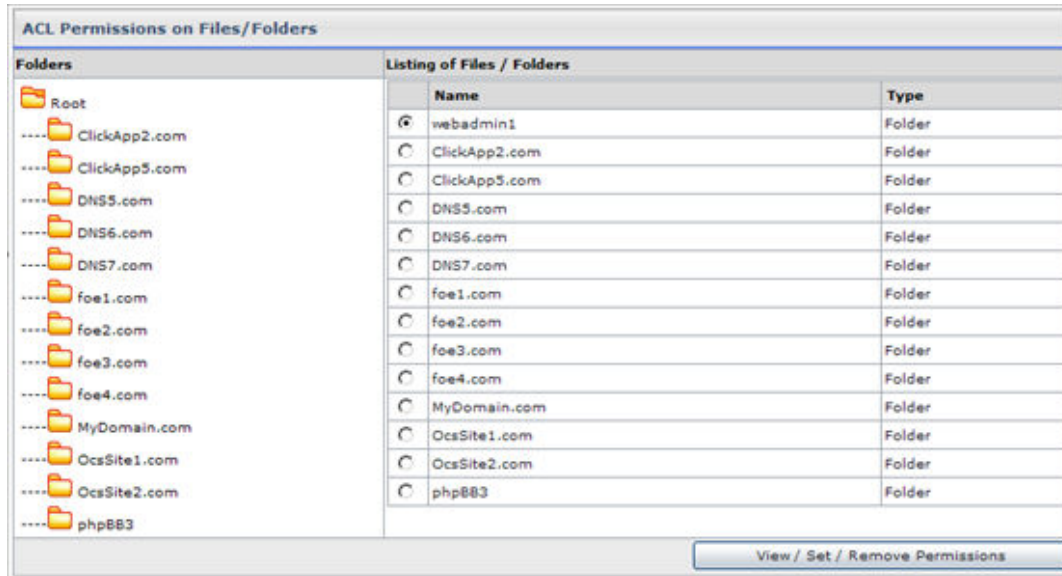 ACL Permissions on Files/Folders
Folders
Root
ClickApp2.com
ClickApp5.com
DNS5.com
DNS6.com
DNS7.com
foe1.com
foe2.com
foe3.com
foe4.com
MyDomain.com
OcsSite1.com
OcsSite2.com
phpBB3
Listing of Files / Folders
Name Type
webadmin1 Folder
ClickApp2.com Folder
ClickApp5.com Folder
DNS5.com Folder
DNS6.com Folder
DNS7.com Folder
foe1.com Folder
foe2.com Folder
foe3.com Folder
foe4.com Folder
MyDomain.com Folder
OcsSite1.com Folder
OcsSite2.com Folder
phpBB3 Folder
View / Set / Remove Permissions